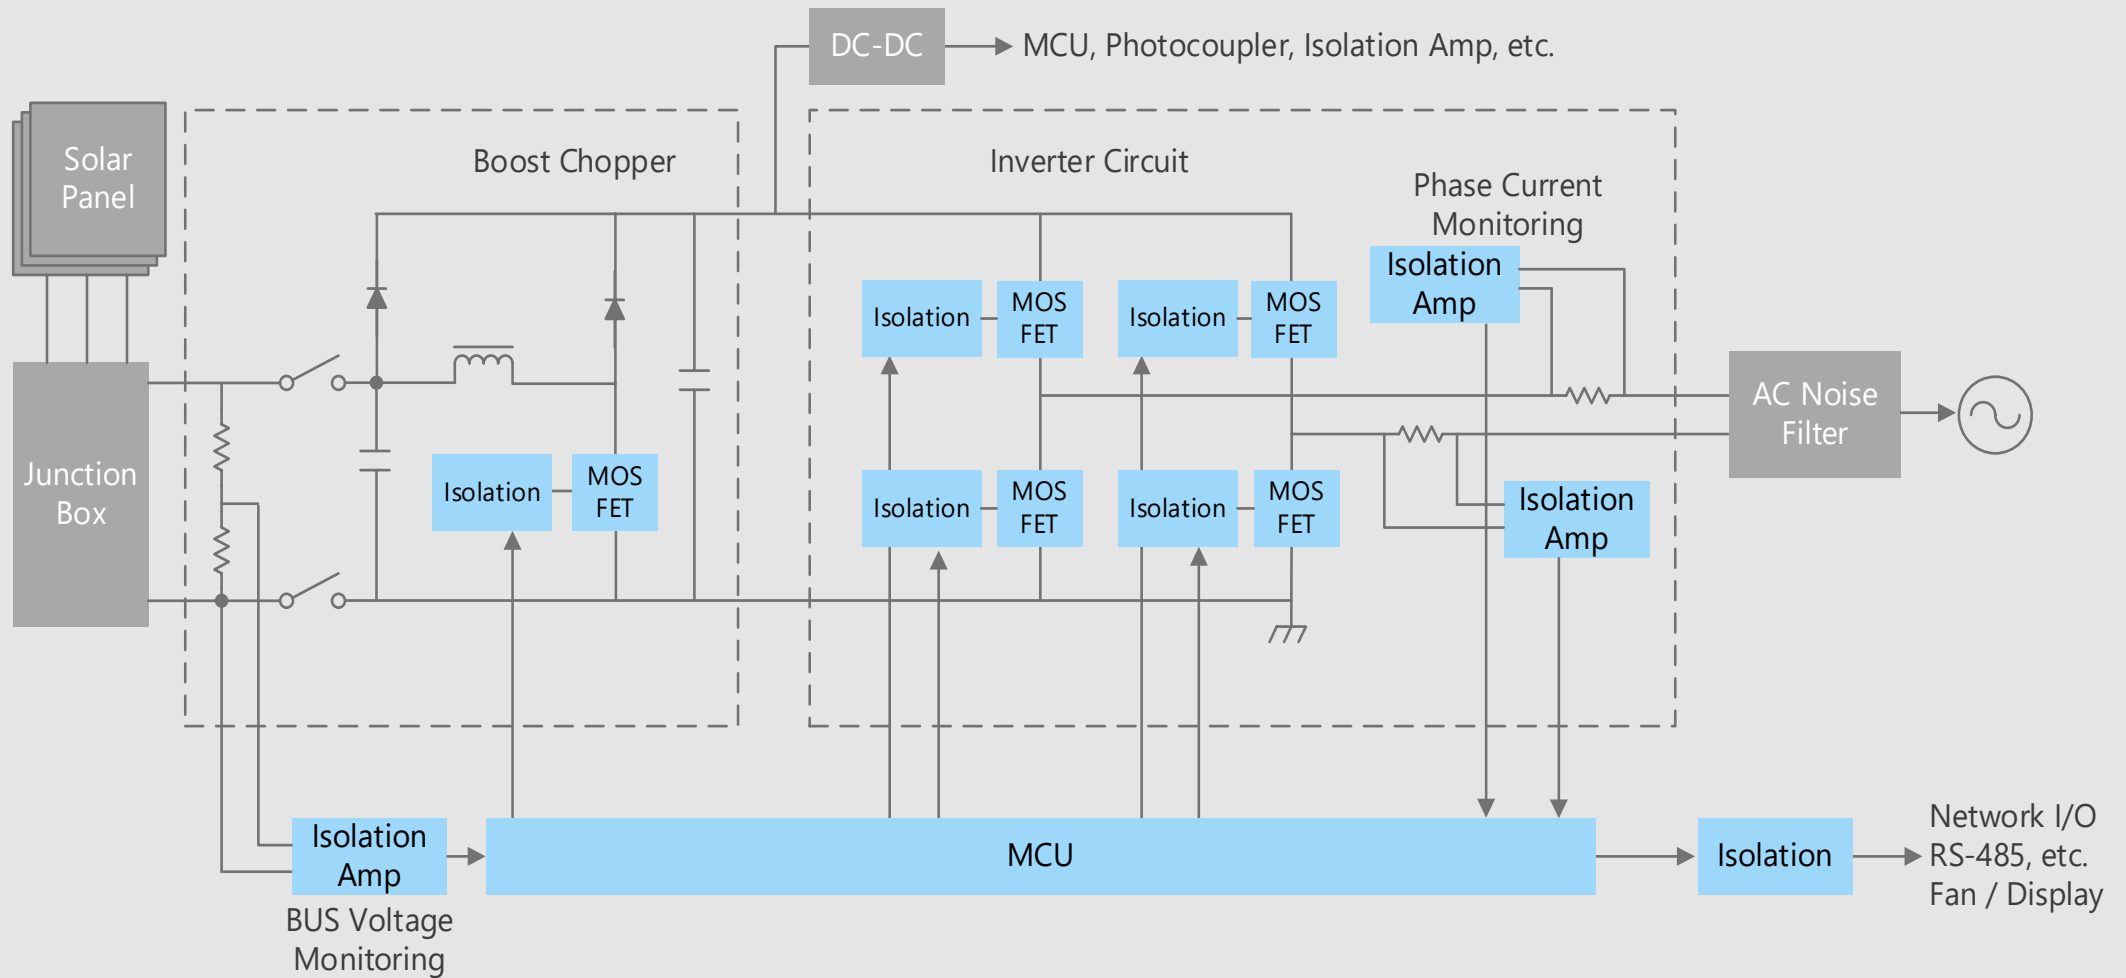 DC-DC
MCU, Photocoupler, Isolation Amp, etc.
Solar
Panel
Boost Chopper
Inverter Circuit
Phase Current
Monitoring
Isolation
Amp
Isolation
MOS
FET
Isolation
MOS
FET
AC Noise
Filter
Junction
Box
Isolation
MOS
FET
Isolation
MOS
FET
Isolation
MOS
FET
Isolation
Amp
Isolation
Amp
BUS Voltage
Monitoring
MCU
Isolation
Network I/O
RS-485, etc.
Fan / Display